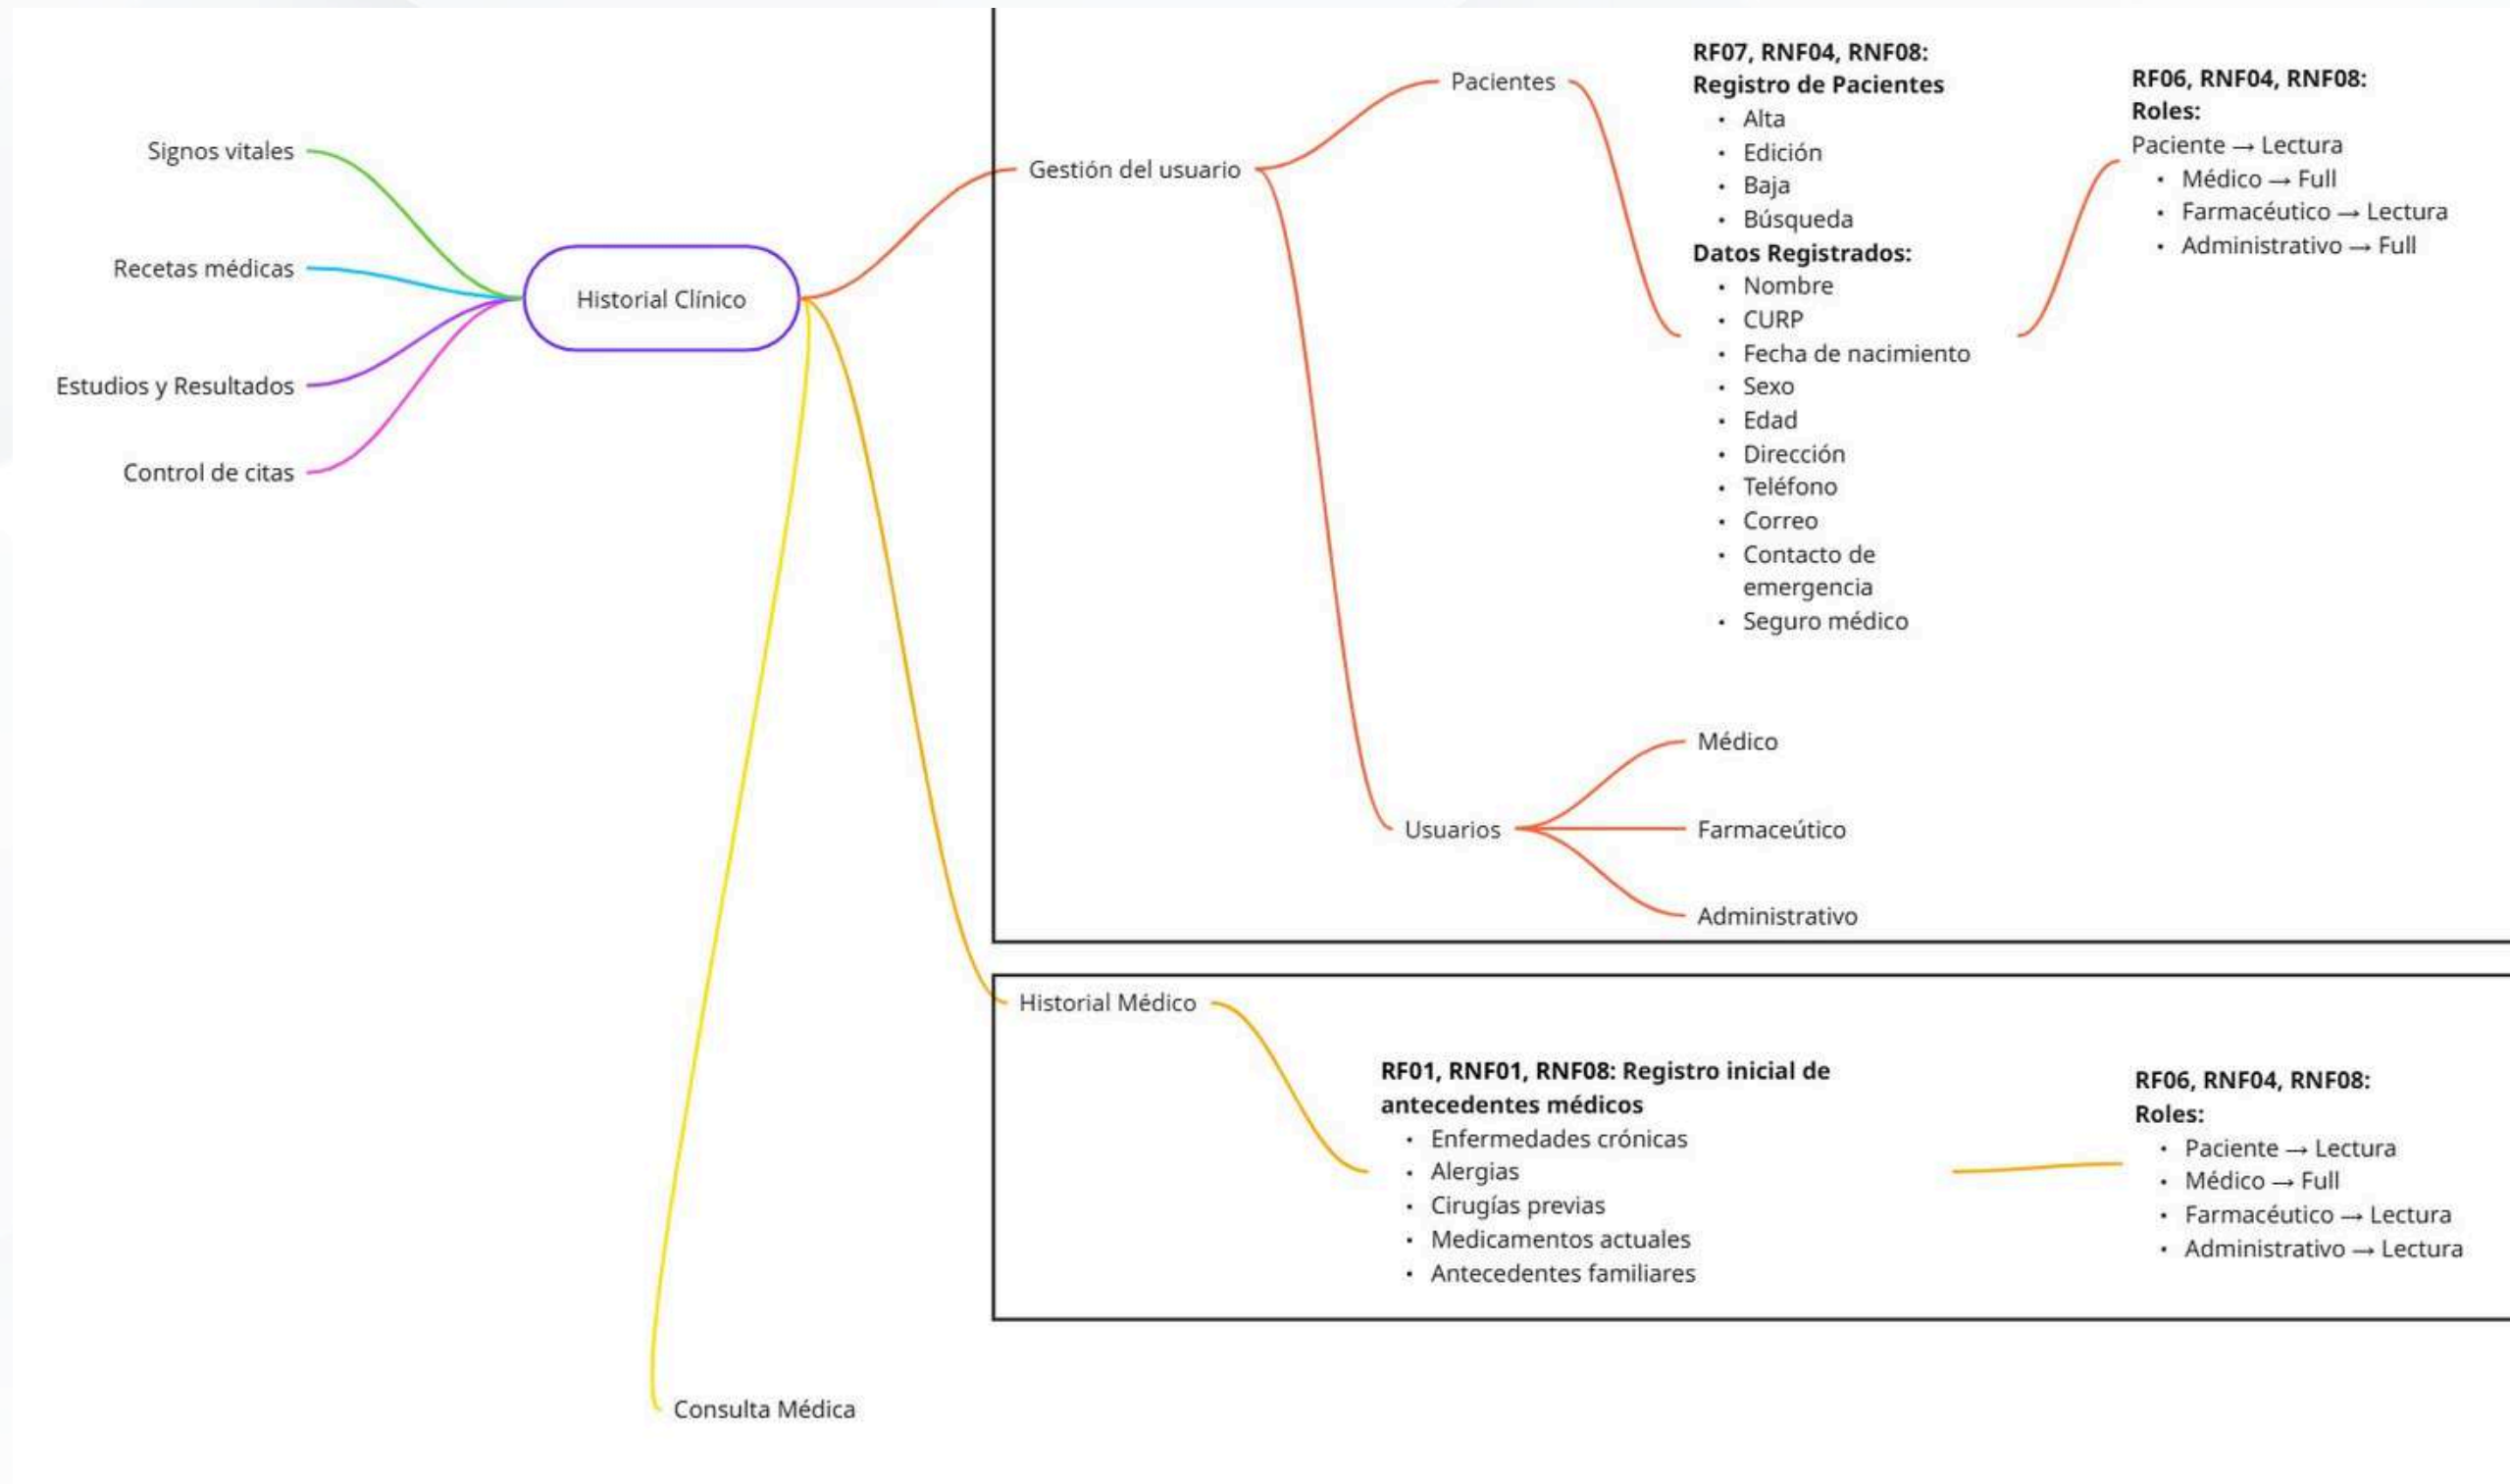 Signos vitales
Recetas médicas
Estudios y Resultados
Control de citas
Historial Clínico
Gestión del usuario
Pacientes
RF07, RNF04, RNF08:
Registro de Pacientes
• Alta
• Edición
• Baja
• Búsqueda
Datos Registrados:
• Nombre
• CURP
• Fecha de nacimiento
• Sexo
• Edad
• Dirección
• Teléfono
• Correo
• Contacto de
emergencia
• Seguro médico
RF06, RNF04, RNF08:
Roles:
Paciente → Lectura
• Médico → Full
• Farmacéutico → Lectura
• Administrativo → Full
Usuarios
Médico
Farmaceútico
Administrativo
Historial Médico
RF01, RNF01, RNF08: Registro inicial de
antecedentes médicos
• Enfermedades crónicas
• Alergias
• Cirugías previas
• Medicamentos actuales
• Antecedentes familiares
RF06, RNF04, RNF08:
Roles:
• Paciente → Lectura
• Médico → Full
• Farmacéutico → Lectura
• Administrativo → Lectura
Consulta Médica